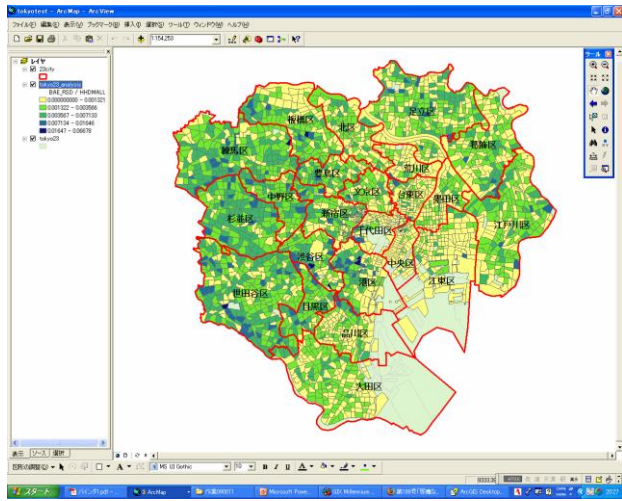 tokyotest - ArcMap - ArcView
ファイル(F) 編集(E) 表示(V) ブックマーク(B) 挿入(I) 選択(S) ツール(T) ウィンドウ(W) ヘルプ(H)
1:154,250
レイヤ
23city
tokyo23_analysis
BAE_RSD / HHDWALL
0.000000000 - 0.001321
0.001322 - 0.003566
0.003567 - 0.007133
0.007134 - 0.01646
0.01647 - 0.06678
tokyo23
ツール
足立区
板橋区
北区
葛飾区
練馬区
荒川区
豊島区
文京区
台東区
墨田区
中野区
杉並区
新宿区
千代田区
江戸川区
渋谷区
中央区
江東区
世田谷区
港区
目黒区
品川区
大田区
表示 ソース 選択
図形の調整(D)
MS UI Gothic
10
B I U A
スタート
ArcMap
Microsoft Powe...
ArcGIS Desktop...